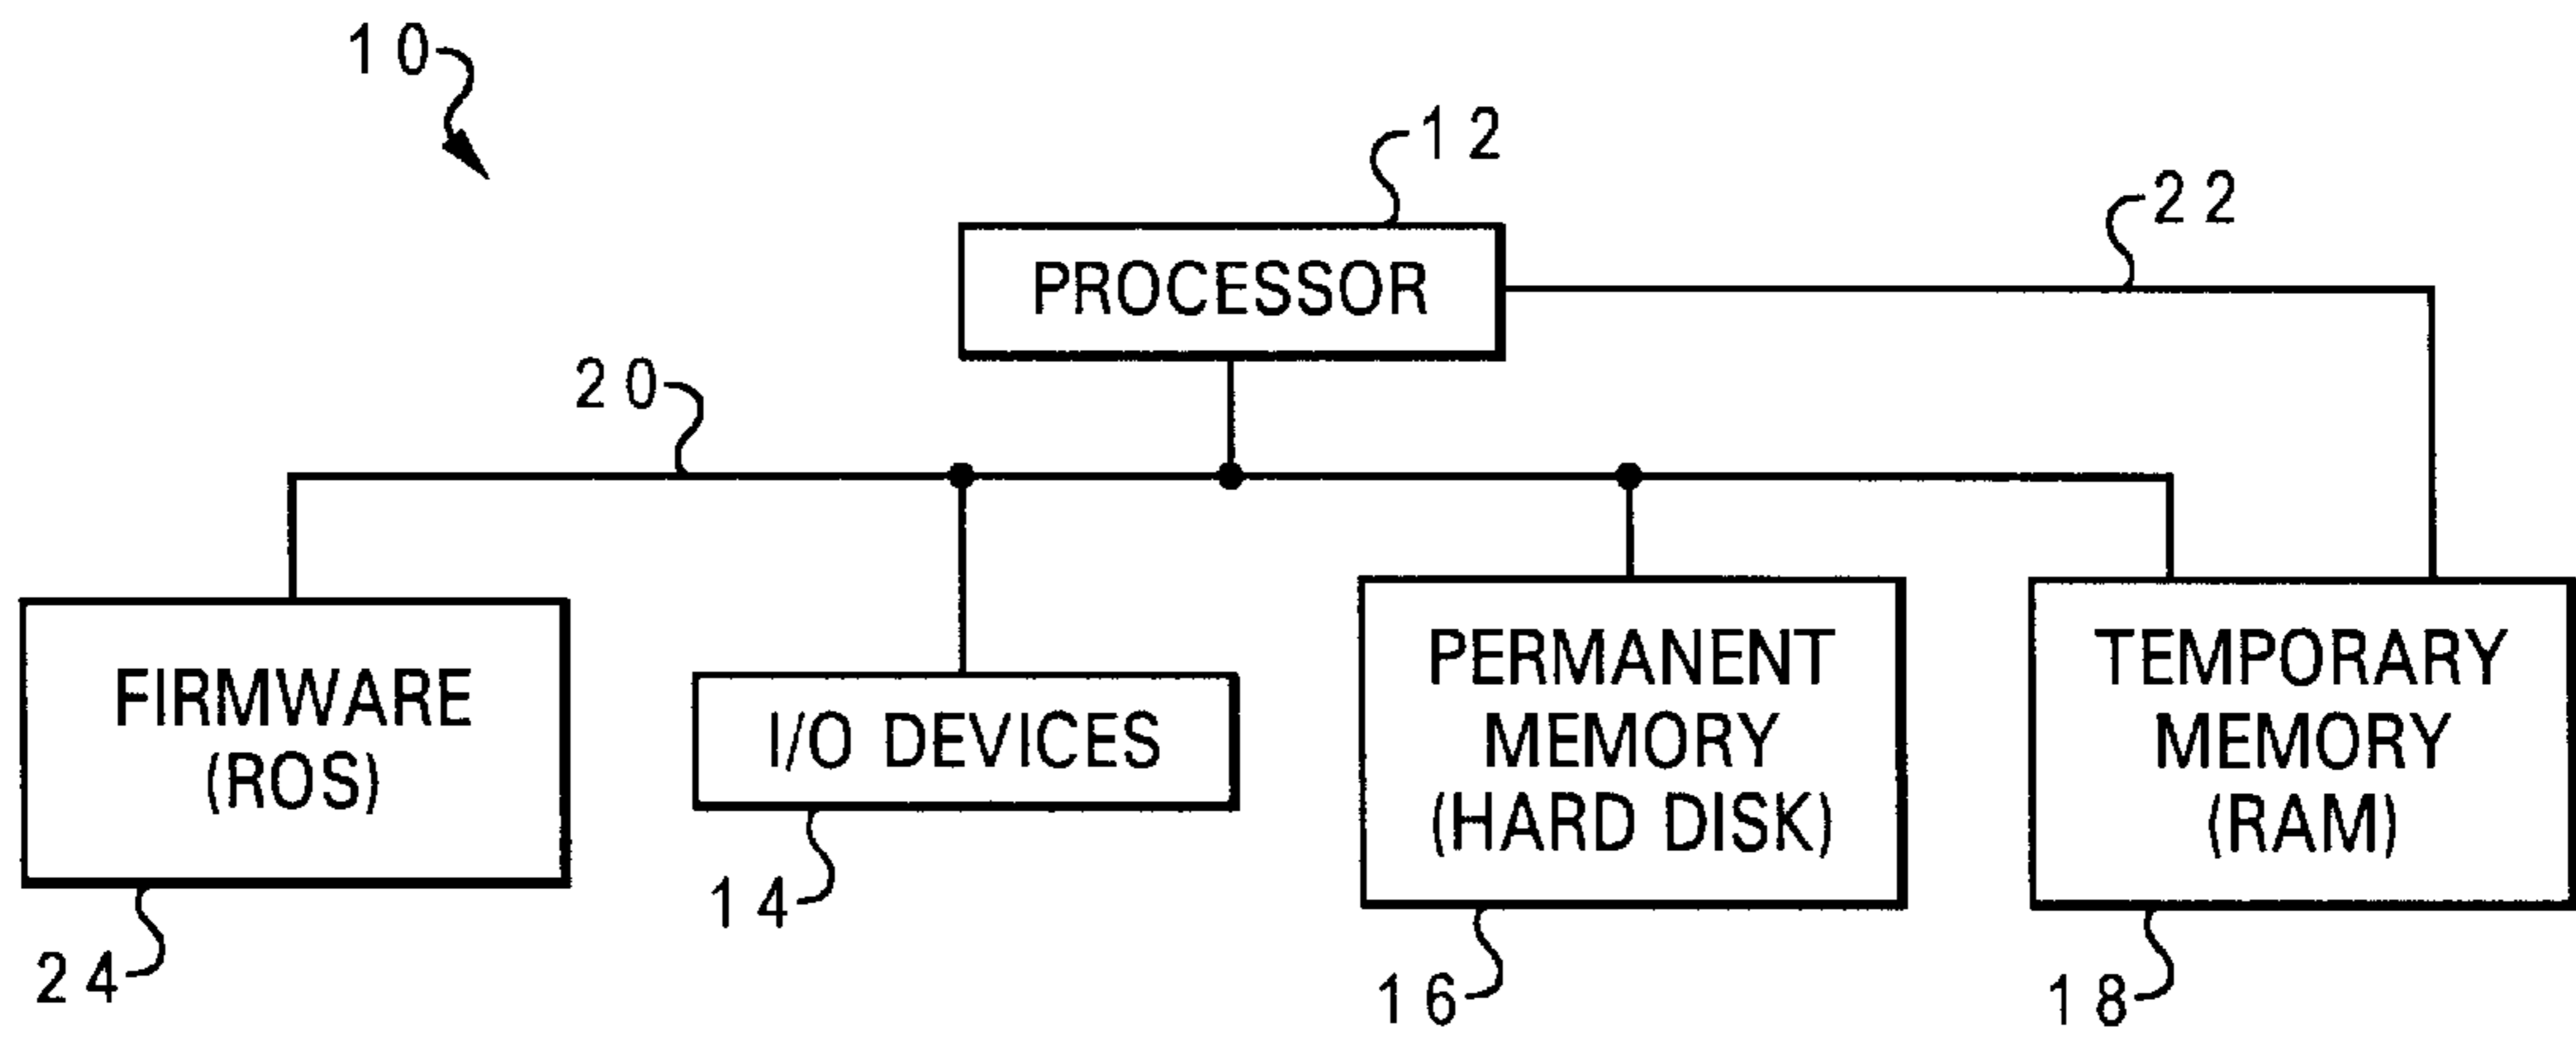 10
12
22
PROCESSOR
20
FIRMWARE
(ROS)
I/O DEVICES
PERMANENT
MEMORY
(HARD DISK)
TEMPORARY
MEMORY
(RAM)
24
14
16
18